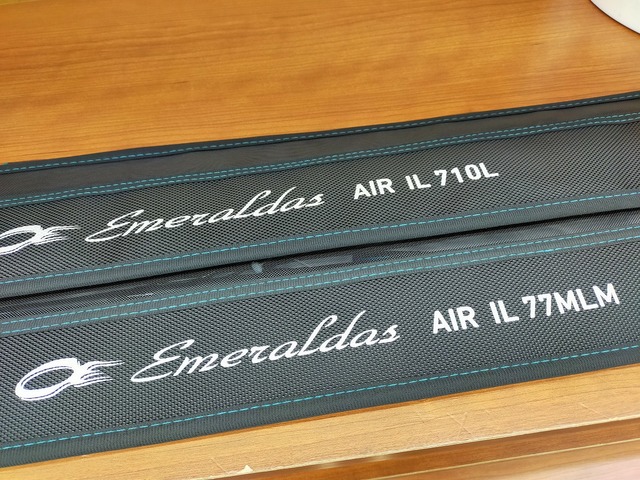 Emeraldas AIR IL 710L
Emeraldas AIR IL 77MLM